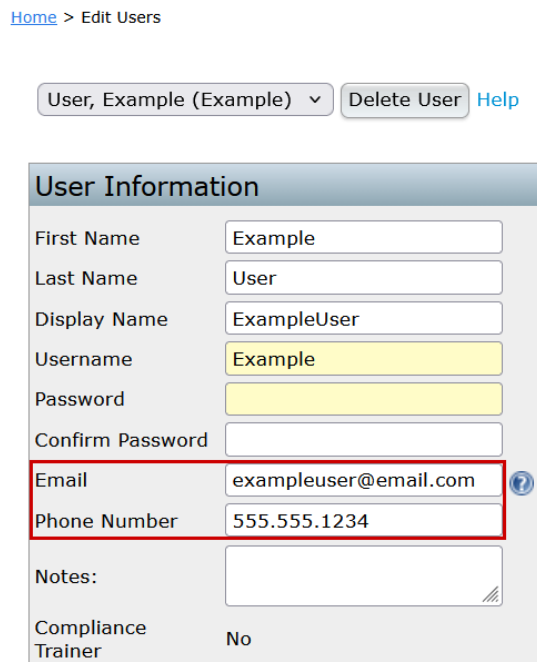 Home > Edit Users
User, Example (Example) Delete User Help
User Information
First Name Example
Last Name User
Display Name ExampleUser
Username Example
Password
Confirm Password
Email exampleuser@email.com ?
Phone Number 555.555.1234
Notes:
Compliance
Trainer No